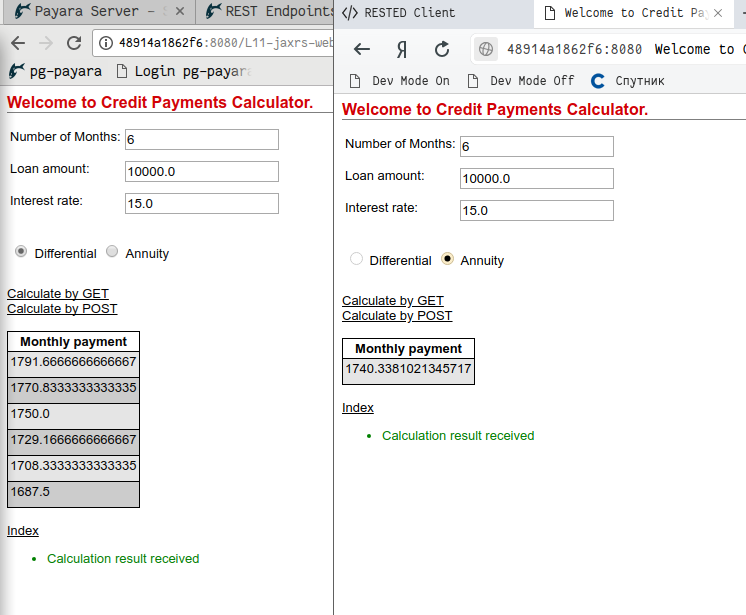 Payara Server -
REST Endpoints
48914a1862f6:8080/L11-jaxrs-web
pg-payara
Login pg-payar
Welcome to Credit Payments Calculator.
Number of Months: 6
Loan amount: 10000.0
Interest rate: 15.0
Differential Annuity
Calculate by GET
Calculate by POST
Monthly payment
1791.6666666666667
1770.8333333333335
1750.0
1729.1666666666667
1708.3333333333335
1687.5
Index
• Calculation result received
</> RESTED Client
Welcome to Credit Pa
Я 48914a1862f6:8080 Welcome to
Dev Mode On
Dev Mode Off
Спутник
Welcome to Credit Payments Calculator.
Number of Months: 6
Loan amount: 10000.0
Interest rate: 15.0
Differential Annuity
Calculate by GET
Calculate by POST
Monthly payment
1740.3381021345717
Index
• Calculation result received